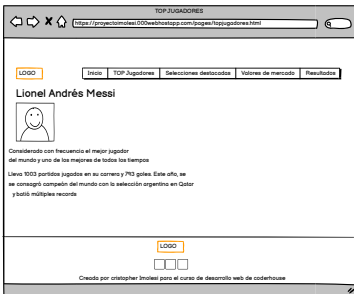 TOP JUGADORES
https://proyectoimolesi.000webhostapp.com/pages/topjugadores.html
LOGO
Inicio
TOP Jugadores
Selecciones destacadas
Valores de mercado
Resultados
Lionel Andrés Messi
Considerado con frecuencia el mejor jugador
del mundo y uno de los mejores de todos los tiempos
Lleva 1003 partidos jugados en su carrera y 793 goles. Este año, se
se consagró campeón del mundo con la selección argentina en Qatar
y batió múltiples records
LOGO
Creada por cristopher Imolesi para el curso de desarrollo web de coderhouse